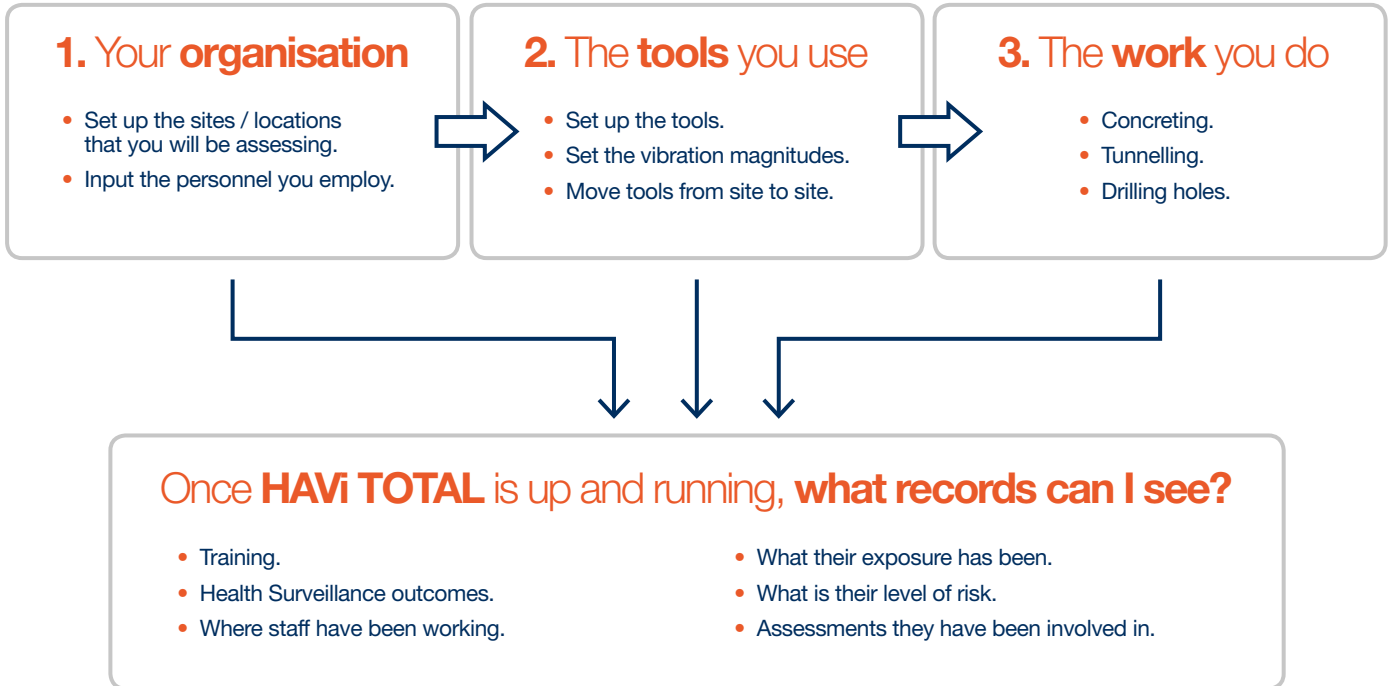 1. Your organisation
• Set up the sites / locations
that you will be assessing.
• Input the personnel you employ.
2. The tools you use
• Set up the tools.
• Set the vibration magnitudes.
• Move tools from site to site.
3. The work you do
• Concreting.
• Tunnelling.
• Drilling holes.
Once HAVi TOTAL is up and running, what records can I see?
• Training.
• Health Surveillance outcomes.
• Where staff have been working.
• What their exposure has been.
• What is their level of risk.
• Assessments they have been involved in.